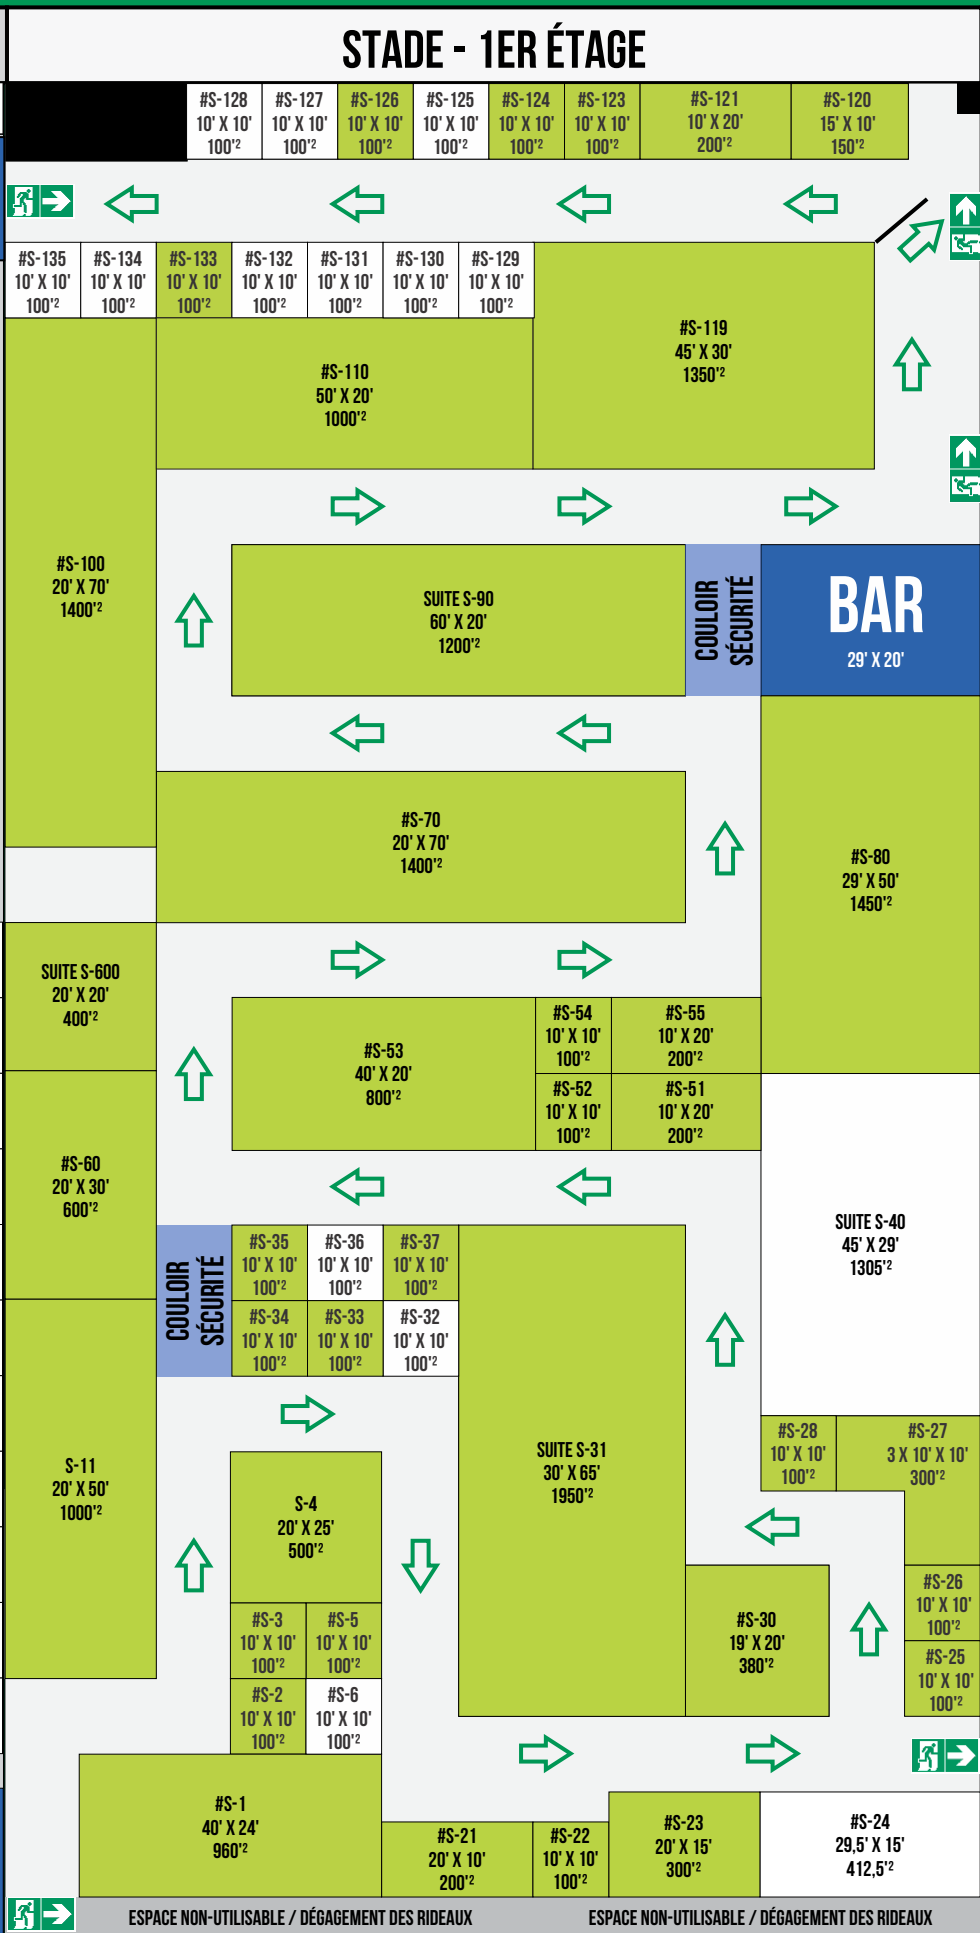 STADE - 1ER ÉTAGE
#S-128
10' X 10'
100'²
#S-127
10' X 10'
100'²
#S-126
10' X 10'
100'²
#S-125
10' X 10'
100'²
#S-124
10' X 10'
100'²
#S-123
10' X 10'
100'²
#S-121
10' X 20'
200'²
#S-120
15' X 10'
150'²
#S-135
10' X 10'
100'²
#S-134
10' X 10'
100'²
#S-133
10' X 10'
100'²
#S-132
10' X 10'
100'²
#S-131
10' X 10'
100'²
#S-130
10' X 10'
100'²
#S-129
10' X 10'
100'²
#S-119
45' X 30'
1350'²
#S-110
50' X 20'
1000'²
#S-100
20' X 70'
1400'²
SUITE S-90
60' X 20'
1200'²
COULOIR
SÉCURITÉ
BAR
29' X 20'
#S-70
20' X 70'
1400'²
#S-80
29' X 50'
1450'²
SUITE S-600
20' X 20'
400'²
#S-53
40' X 20'
800'²
#S-54
10' X 10'
100'²
#S-55
10' X 20'
200'²
#S-52
10' X 10'
100'²
#S-51
10' X 20'
200'²
#S-60
20' X 30'
600'²
SUITE S-40
45' X 29'
1305'²
COULOIR
SÉCURITÉ
#S-35
10' X 10'
100'²
#S-36
10' X 10'
100'²
#S-37
10' X 10'
100'²
#S-34
10' X 10'
100'²
#S-33
10' X 10'
100'²
#S-32
10' X 10'
100'²
S-11
20' X 50'
1000'²
SUITE S-31
30' X 65'
1950'²
#S-28
10' X 10'
100'²
#S-27
3 X 10' X 10'
300'²
S-4
20' X 25'
500'²
#S-26
10' X 10'
100'²
#S-30
19' X 20'
380'²
#S-25
10' X 10'
100'²
#S-3
10' X 10'
100'²
#S-5
10' X 10'
100'²
#S-2
10' X 10'
100'²
#S-6
10' X 10'
100'²
#S-1
40' X 24'
960'²
#S-21
20' X 10'
200'²
#S-22
10' X 10'
100'²
#S-23
20' X 15'
300'²
#S-24
29,5' X 15'
412,5'²
ESPACE NON-UTILISABLE / DÉGAGEMENT DES RIDEAUX
ESPACE NON-UTILISABLE / DÉGAGEMENT DES RIDEAUX